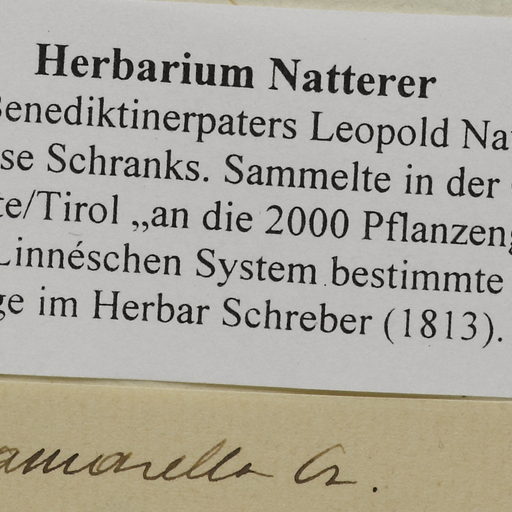 Herbarium Natterer
Benediktinerpaters Leopold Na
se Schranks. Sammelte in der
te/Tirol „an die 2000 Pflanzen
Linnéschen System bestimmte
ge im Herbar Schreber (1813).
amarella